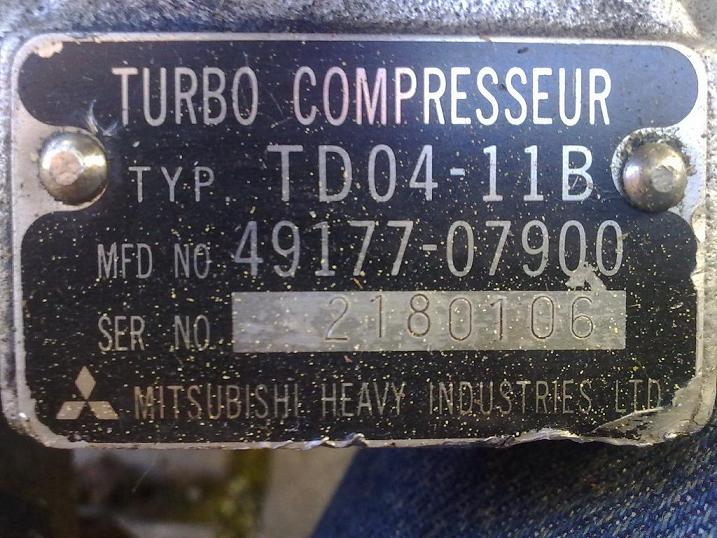 TURBO COMPRESSEUR
TYP TD04-11B
MFD NO 49177-07900
SER NO 2180106
MITSUBISHI HEAVY INDUSTRIES, LTD